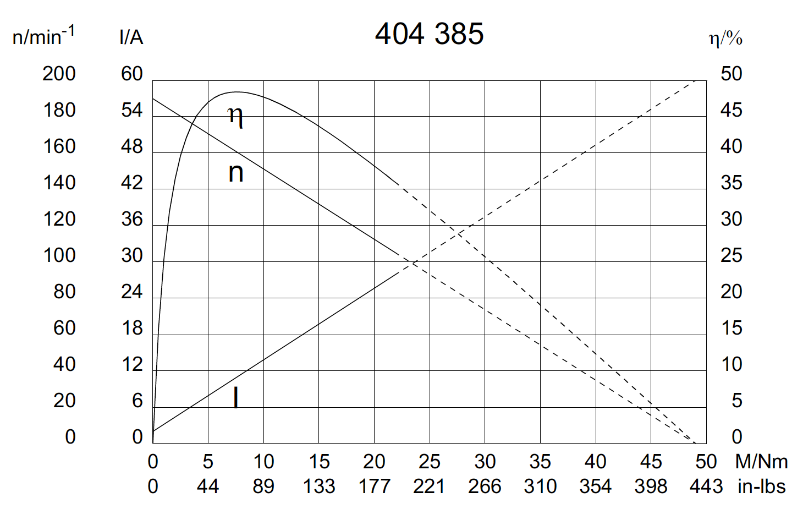 n/min⁻¹ I/A 404 385 η/%
200 60 50
180 54 45
η
160 48 40
n
140 42 35
120 36 30
100 30 25
80 24 20
60 18 15
40 12 10
I
20 6 5
0 0 0
0 5 10 15 20 25 30 35 40 45 50 M/Nm
0 44 89 133 177 221 266 310 354 398 443 in-lbs